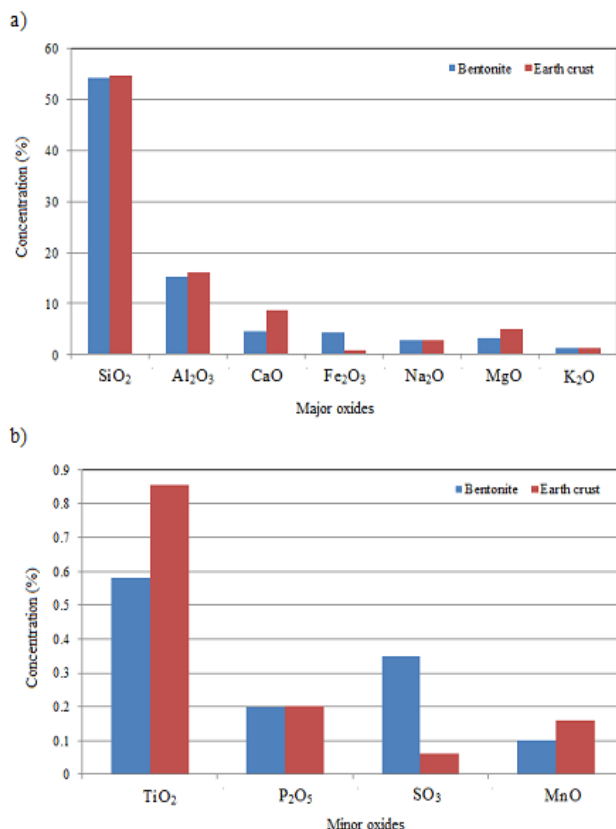 a)
60
Bentonite Earth crust
50
40
30
20
10
0
Concentration (%)
SiO₂ Al₂O₃ CaO Fe₂O₃ Na₂O MgO K₂O
Major oxides
b)
0.9
Bentonite Earth crust
0.8
0.7
0.6
0.5
0.4
0.3
0.2
0.1
0
Concentration (%)
TiO₂ P₂O₅ SO₃ MnO
Minor oxides